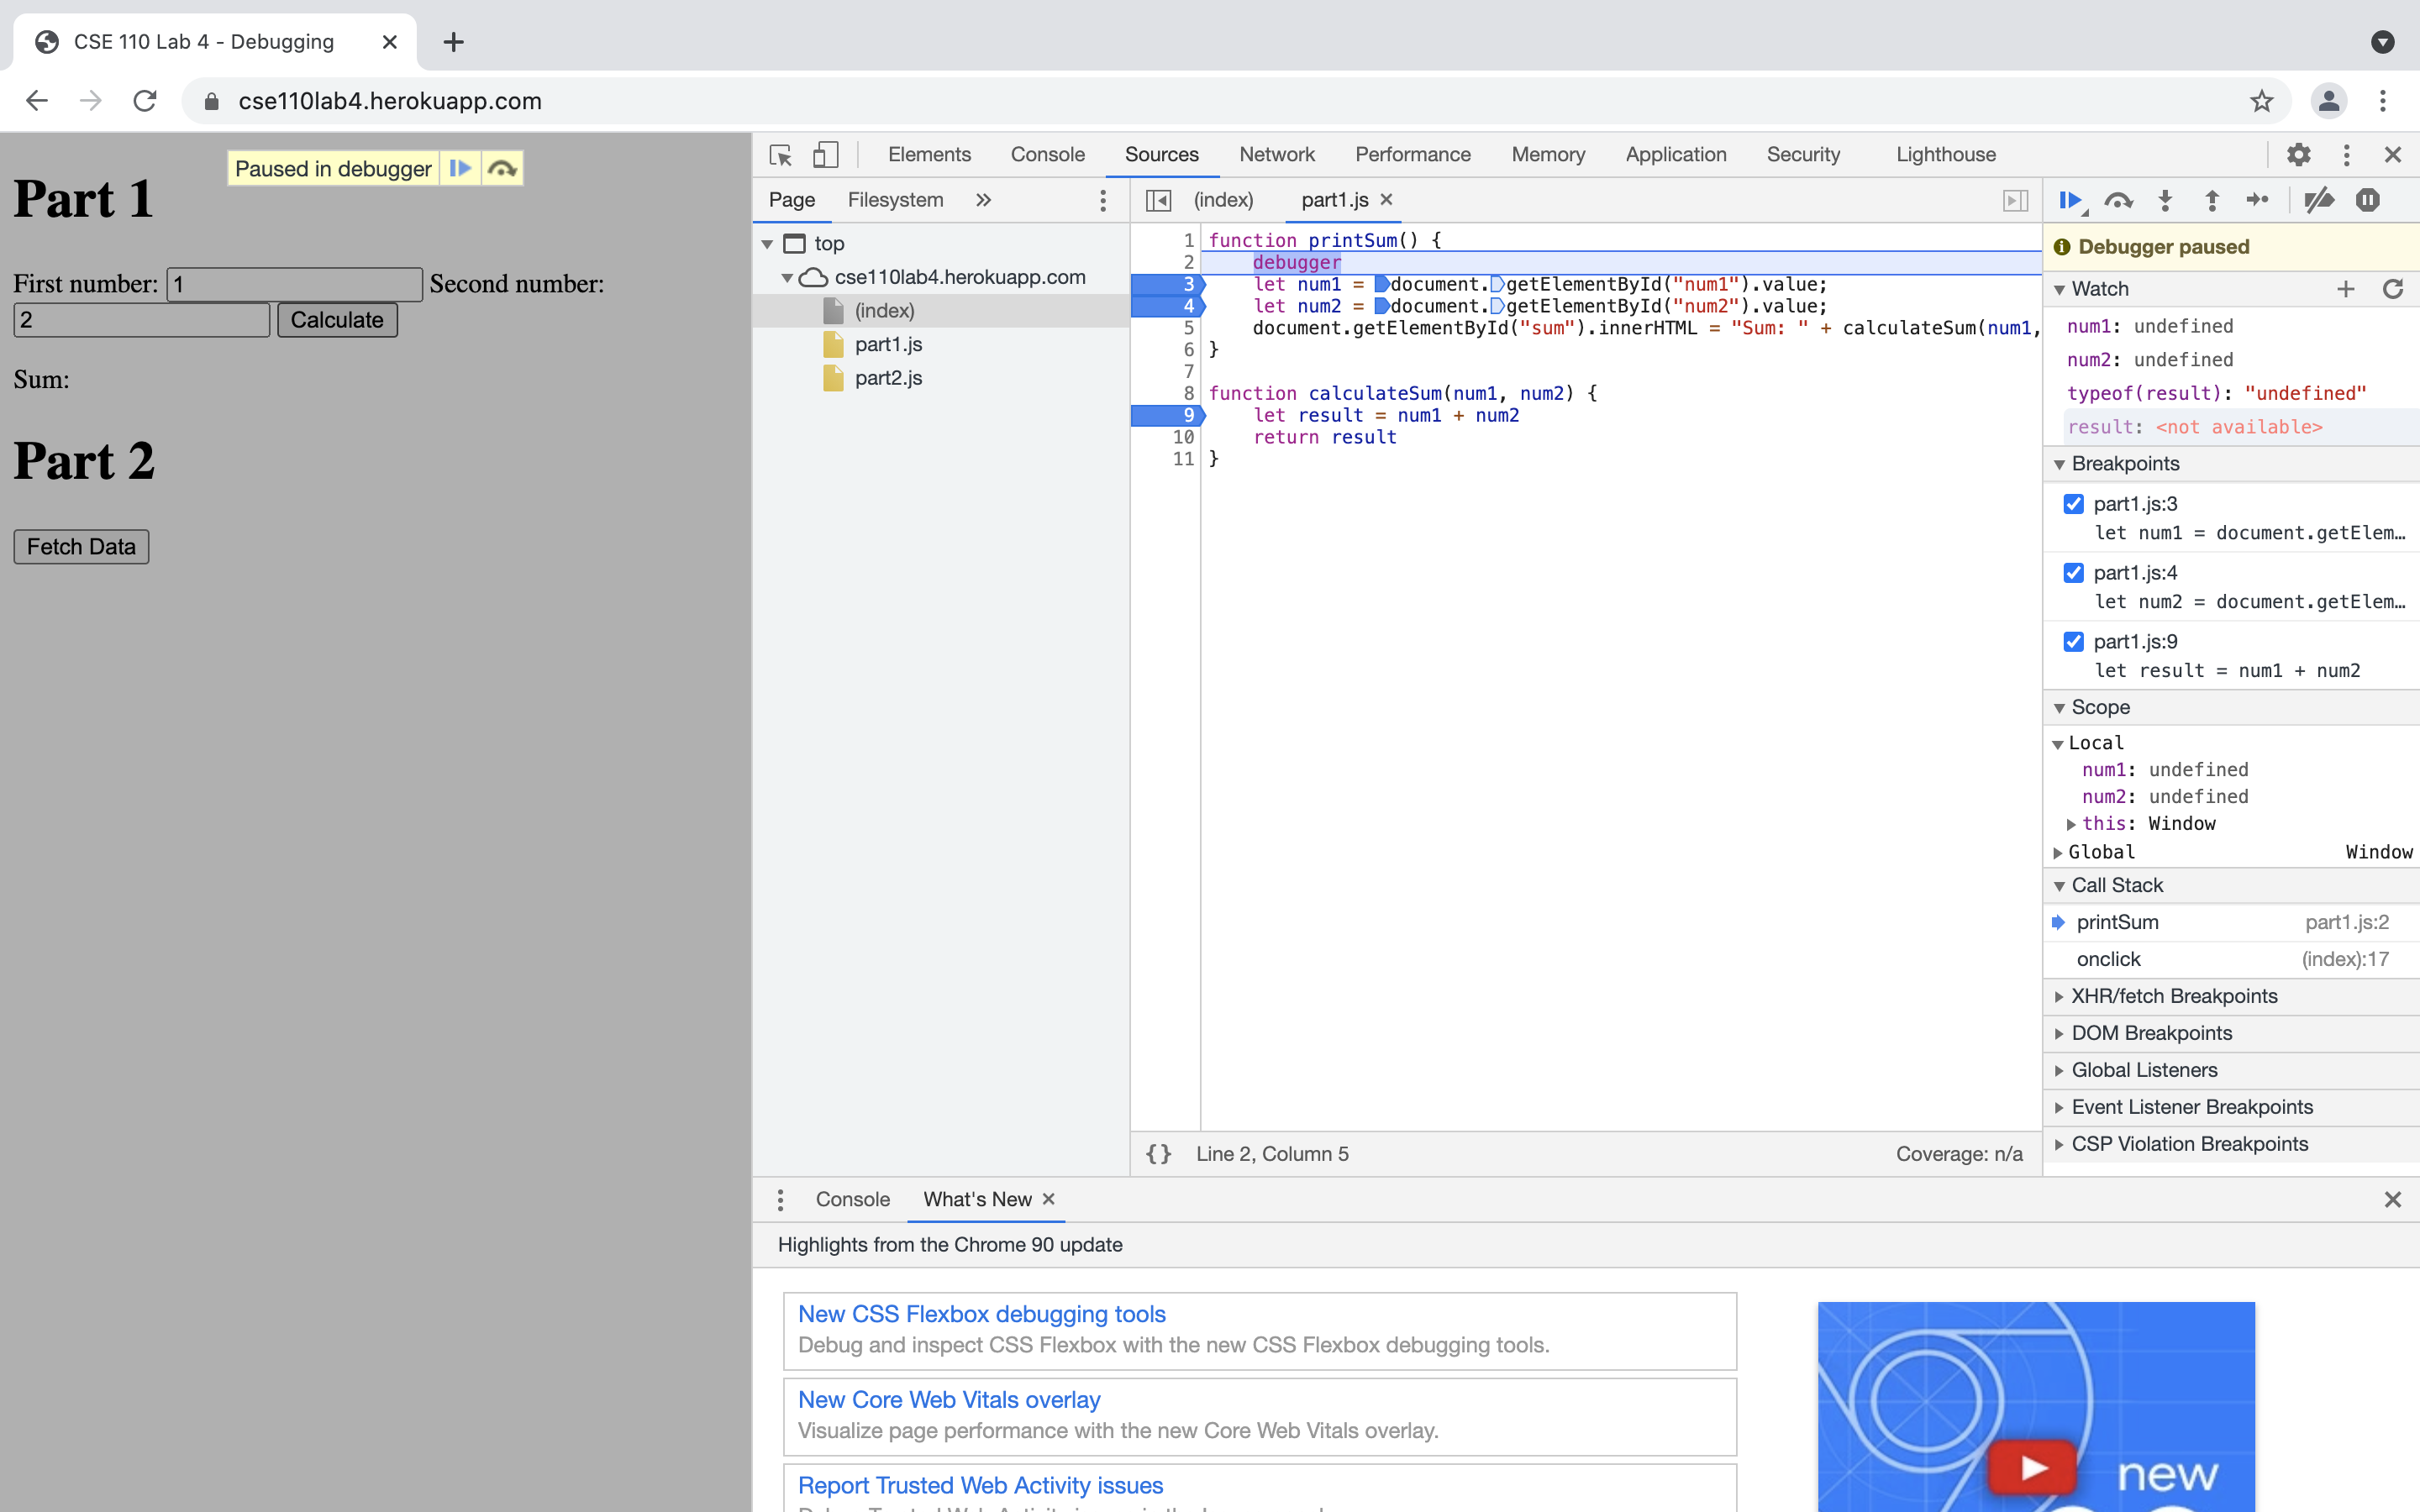 CSE 110 Lab 4 - Debugging
cse110lab4.herokuapp.com
Paused in debugger
Part 1
First number: 1 Second number:
2 Calculate
Sum:
Part 2
Fetch Data
Elements Console Sources Network Performance Memory Application Security Lighthouse
Page Filesystem »
top
cse110lab4.herokuapp.com
(index)
part1.js
part2.js
(index) part1.js
1 function printSum() {
2 debugger
3 let num1 = document.getElementById("num1").value;
4 let num2 = document.getElementById("num2").value;
5 document.getElementById("sum").innerHTML = "Sum: " + calculateSum(num1,
6 }
7
8 function calculateSum(num1, num2) {
9 let result = num1 + num2
10 return result
11 }
{} Line 2, Column 5 Coverage: n/a
Debugger paused
Watch
num1: undefined
num2: undefined
typeof(result): "undefined"
result: <not available>
Breakpoints
part1.js:3
let num1 = document.getElem…
part1.js:4
let num2 = document.getElem…
part1.js:9
let result = num1 + num2
Scope
Local
num1: undefined
num2: undefined
this: Window
Global Window
Call Stack
printSum part1.js:2
onclick (index):17
XHR/fetch Breakpoints
DOM Breakpoints
Global Listeners
Event Listener Breakpoints
CSP Violation Breakpoints
Console What's New
Highlights from the Chrome 90 update
New CSS Flexbox debugging tools
Debug and inspect CSS Flexbox with the new CSS Flexbox debugging tools.
New Core Web Vitals overlay
Visualize page performance with the new Core Web Vitals overlay.
Report Trusted Web Activity issues
new